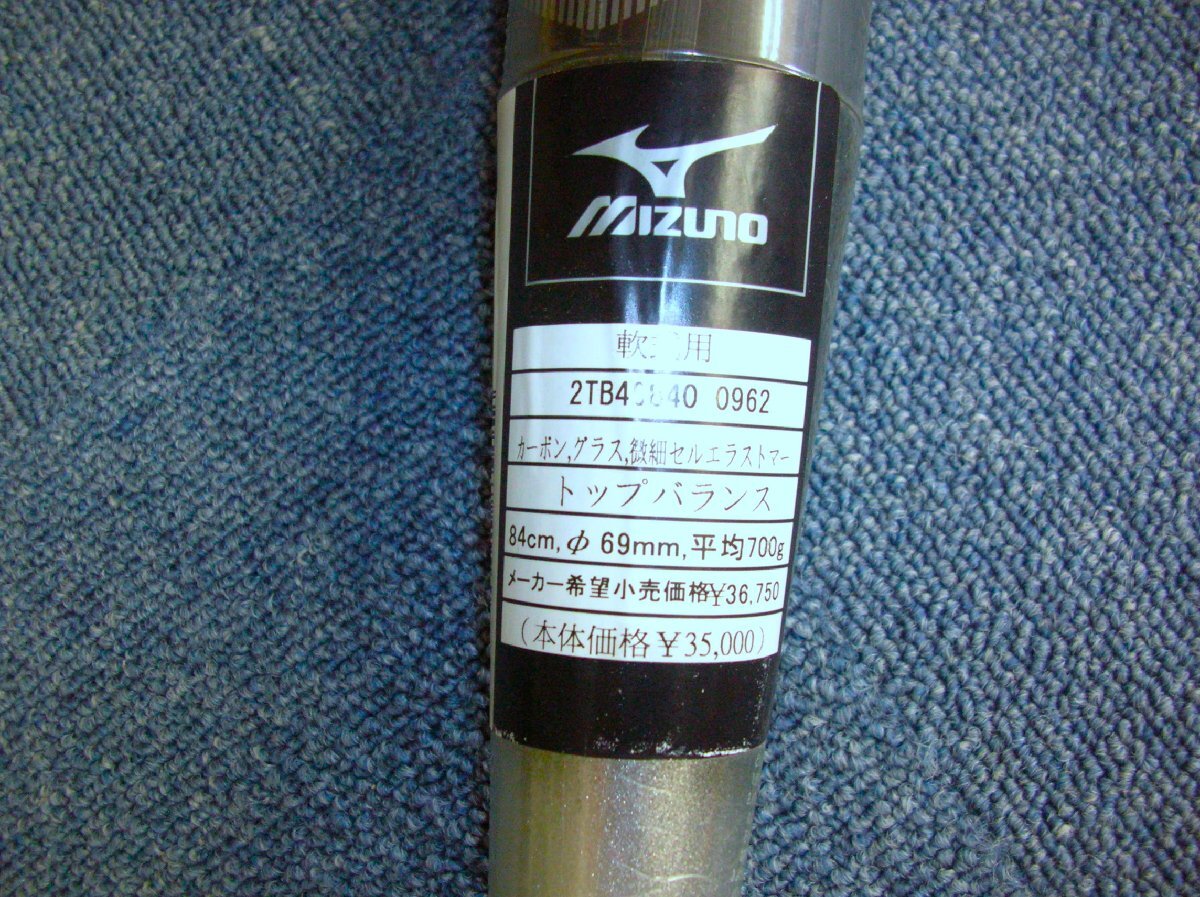 MIZUNO
軟式用
カーボン,グラス,微細セルエラストマー
0962
トップバランス
84cm, φ 69mm, 平均700g
メーカー希望小売価格¥36,750
(本体価格¥35,000)